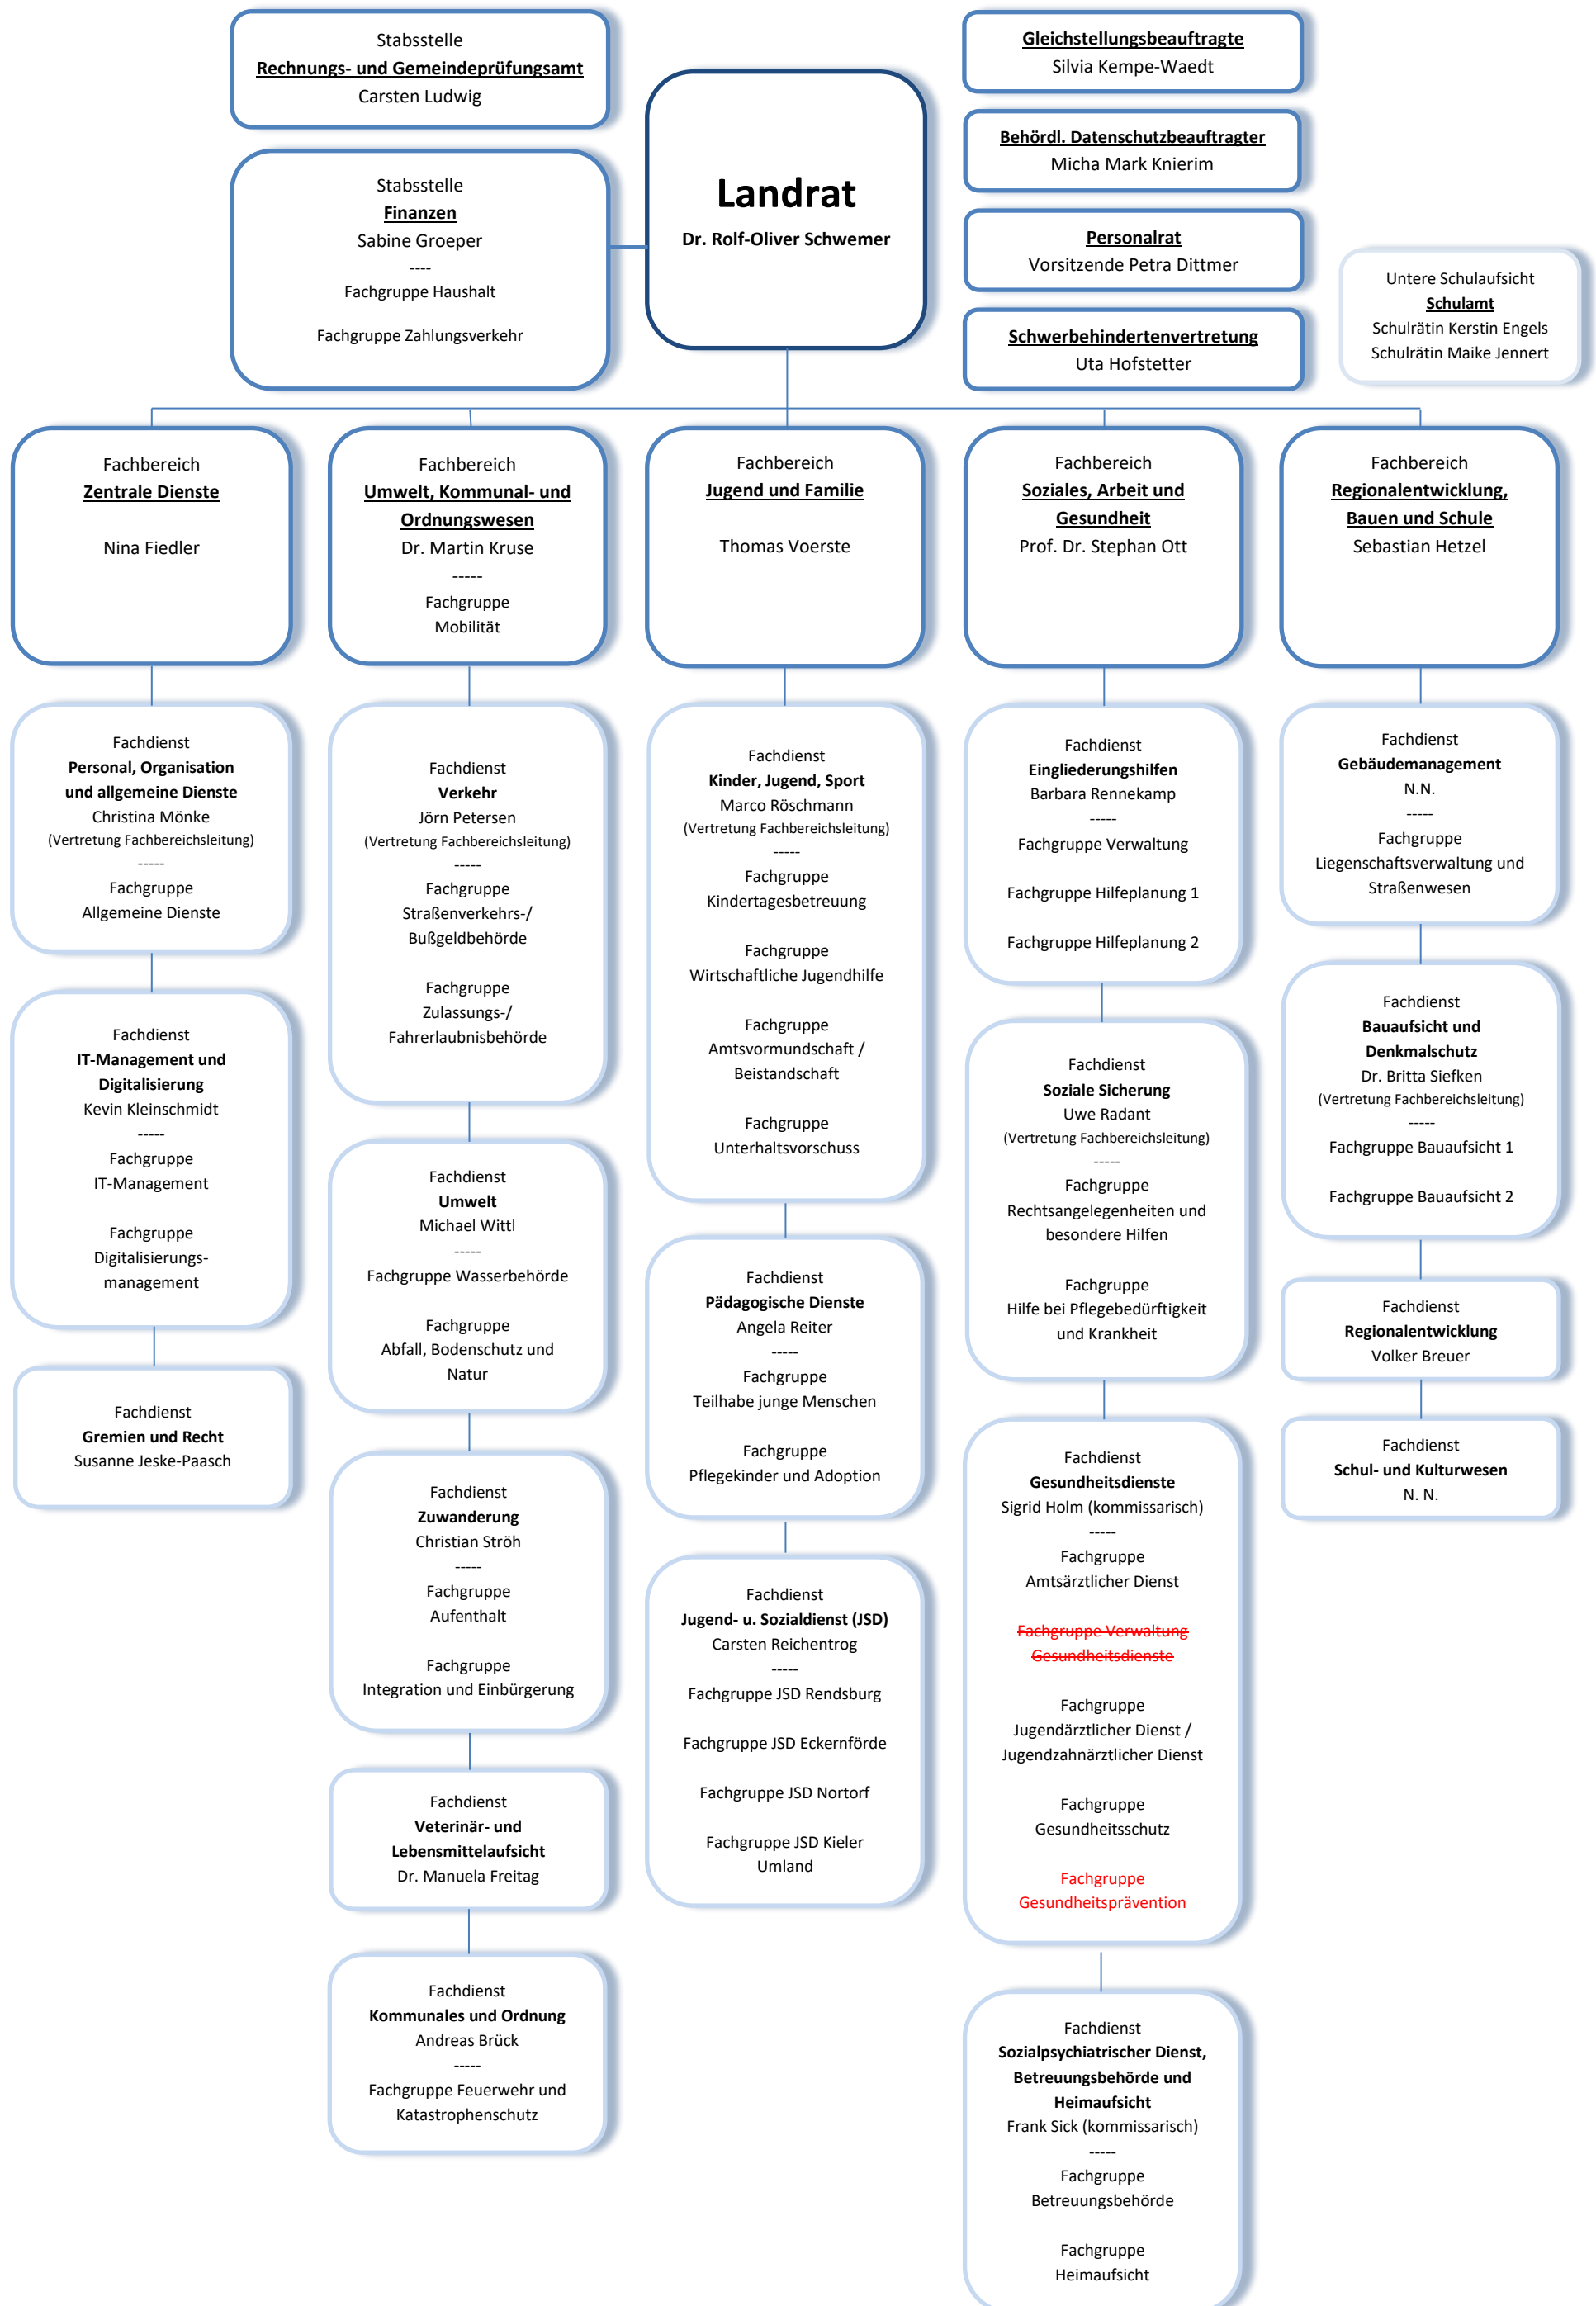 Stabsstelle
Rechnungs- und Gemeindeprüfungsamt
Carsten Ludwig
Stabsstelle
Finanzen
Sabine Groeper
----
Fachgruppe Haushalt
Fachgruppe Zahlungsverkehr
Landrat
Dr. Rolf-Oliver Schwemer
Gleichstellungsbeauftragte
Silvia Kempe-Waedt
Behördl. Datenschutzbeauftragter
Micha Mark Knierim
Personalrat
Vorsitzende Petra Dittmer
Schwerbehindertenvertretung
Uta Hofstetter
Untere Schulaufsicht
Schulamt
Schulrätin Kerstin Engels
Schulrätin Maike Jennert
Fachbereich
Zentrale Dienste
Nina Fiedler
Fachdienst
Personal, Organisation
und allgemeine Dienste
Christina Mönke
(Vertretung Fachbereichsleitung)
-----
Fachgruppe
Allgemeine Dienste
Fachdienst
IT-Management und
Digitalisierung
Kevin Kleinschmidt
-----
Fachgruppe
IT-Management
Fachgruppe
Digitalisierungs-
management
Fachdienst
Gremien und Recht
Susanne Jeske-Paasch
Fachbereich
Umwelt, Kommunal- und
Ordnungswesen
Dr. Martin Kruse
-----
Fachgruppe
Mobilität
Fachdienst
Verkehr
Jörn Petersen
(Vertretung Fachbereichsleitung)
-----
Fachgruppe
Straßenverkehrs-/
Bußgeldbehörde
Fachgruppe
Zulassungs-/
Fahrerlaubnisbehörde
Fachdienst
Umwelt
Michael Wittl
-----
Fachgruppe Wasserbehörde
Fachgruppe
Abfall, Bodenschutz und
Natur
Fachdienst
Zuwanderung
Christian Ströh
-----
Fachgruppe
Aufenthalt
Fachgruppe
Integration und Einbürgerung
Fachdienst
Veterinär- und
Lebensmittelaufsicht
Dr. Manuela Freitag
Fachdienst
Kommunales und Ordnung
Andreas Brück
-----
Fachgruppe Feuerwehr und
Katastrophenschutz
Fachbereich
Jugend und Familie
Thomas Voerste
Fachdienst
Kinder, Jugend, Sport
Marco Röschmann
(Vertretung Fachbereichsleitung)
-----
Fachgruppe
Kindertagesbetreuung
Fachgruppe
Wirtschaftliche Jugendhilfe
Fachgruppe
Amtsvormundschaft /
Beistandschaft
Fachgruppe
Unterhaltsvorschuss
Fachdienst
Pädagogische Dienste
Angela Reiter
-----
Fachgruppe
Teilhabe junge Menschen
Fachgruppe
Pflegekinder und Adoption
Fachdienst
Jugend- u. Sozialdienst (JSD)
Carsten Reichentrog
-----
Fachgruppe JSD Rendsburg
Fachgruppe JSD Eckernförde
Fachgruppe JSD Nortorf
Fachgruppe JSD Kieler
Umland
Fachbereich
Soziales, Arbeit und
Gesundheit
Prof. Dr. Stephan Ott
Fachdienst
Eingliederungshilfen
Barbara Rennekamp
-----
Fachgruppe Verwaltung
Fachgruppe Hilfeplanung 1
Fachgruppe Hilfeplanung 2
Fachdienst
Soziale Sicherung
Uwe Radant
(Vertretung Fachbereichsleitung)
-----
Fachgruppe
Rechtsangelegenheiten und
besondere Hilfen
Fachgruppe
Hilfe bei Pflegebedürftigkeit
und Krankheit
Fachdienst
Gesundheitsdienste
Sigrid Holm (kommissarisch)
-----
Fachgruppe
Amtsärztlicher Dienst
Fachgruppe Verwaltung
Gesundheitsdienste
Fachgruppe
Jugendärztlicher Dienst /
Jugendzahnärztlicher Dienst
Fachgruppe
Gesundheitsschutz
Fachgruppe
Gesundheitsprävention
Fachdienst
Sozialpsychiatrischer Dienst,
Betreuungsbehörde und
Heimaufsicht
Frank Sick (kommissarisch)
-----
Fachgruppe
Betreuungsbehörde
Fachgruppe
Heimaufsicht
Fachbereich
Regionalentwicklung,
Bauen und Schule
Sebastian Hetzel
Fachdienst
Gebäudemanagement
N.N.
-----
Fachgruppe
Liegenschaftsverwaltung und
Straßenwesen
Fachdienst
Bauaufsicht und
Denkmalschutz
Dr. Britta Siefken
(Vertretung Fachbereichsleitung)
-----
Fachgruppe Bauaufsicht 1
Fachgruppe Bauaufsicht 2
Fachdienst
Regionalentwicklung
Volker Breuer
Fachdienst
Schul- und Kulturwesen
N. N.